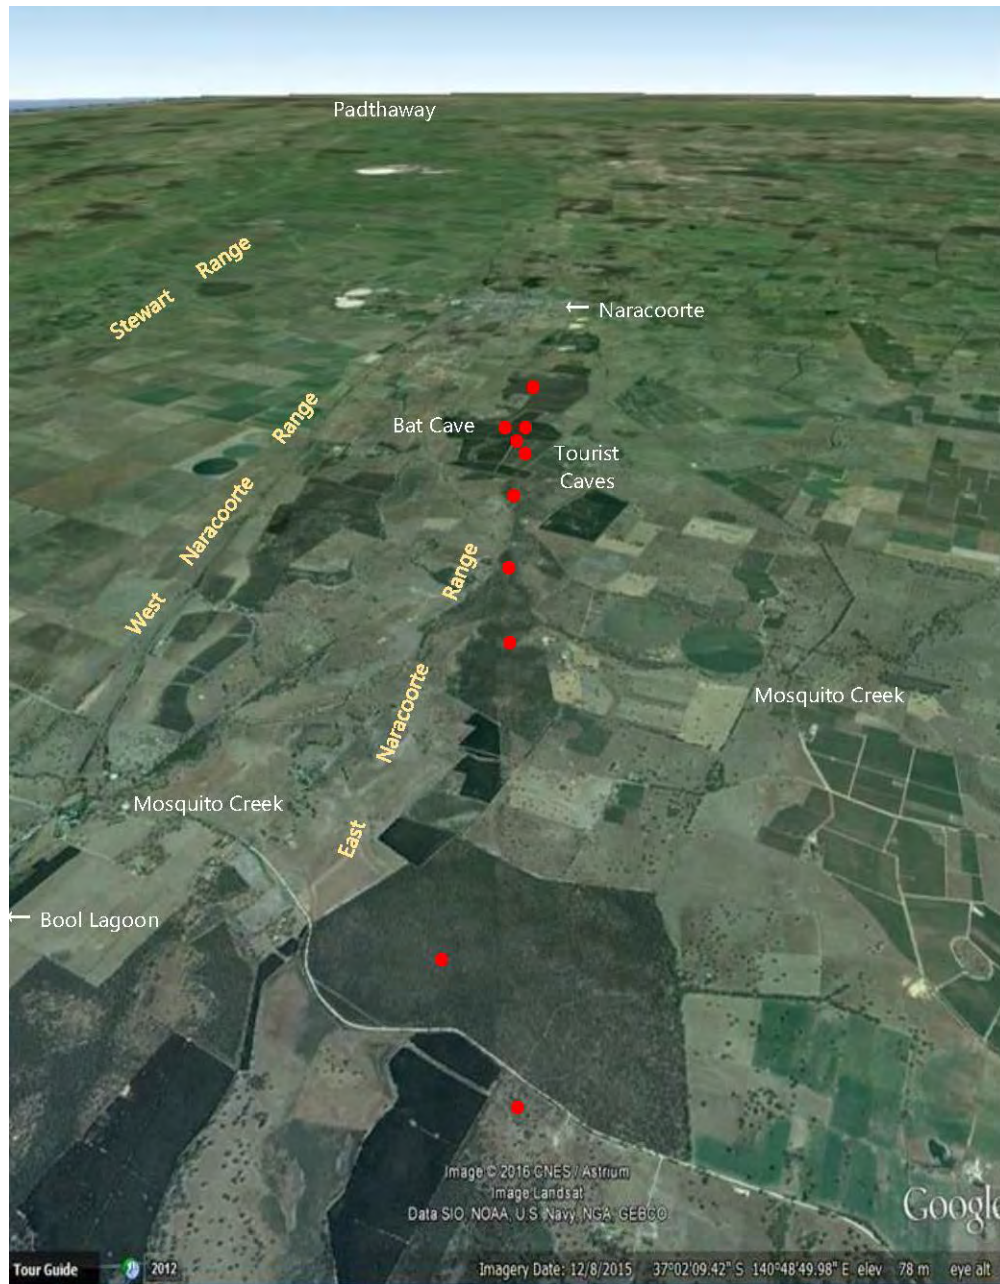 Padthaway
Stewart Range
← Naracoorte
West Naracoorte Range
Bat Cave
Tourist
Caves
East Naracoorte Range
Mosquito Creek
Mosquito Creek
← Bool Lagoon
Image © 2016 CNES / Astrium
Image Landsat
Data SIO, NOAA, U.S. Navy, NGA, GEBCO
Google
Tour Guide
2012
Imagery Date: 12/8/2015 37°02'09.42" S 140°48'49.98" E elev 78 m eye alt